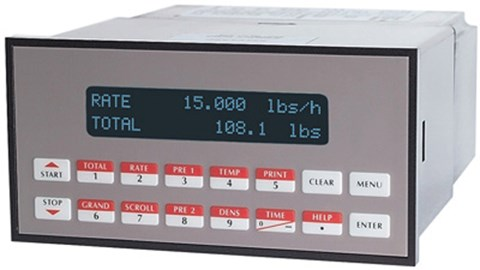 RATE 15.000 lbs/h
TOTAL 108.1 lbs
TOTAL RATE PRE 1 TEMP PRINT
START 1 2 3 4 5 CLEAR MENU
GRAND SCROLL PRE 2 DENS TIME HELP
STOP 6 7 8 9 0 — • ENTER